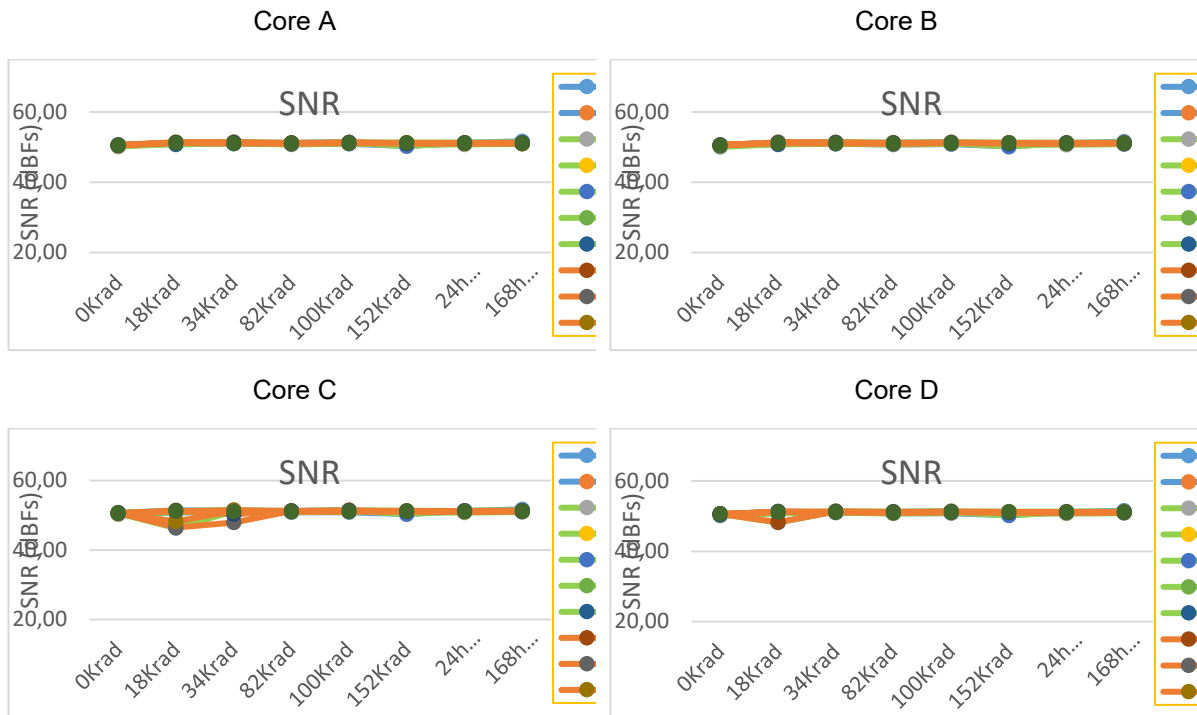 Core A
SNR
SNR (dBFs)
60,00
40,00
20,00
0Krad
18Krad
34Krad
82Krad
100Krad
152Krad
24h...
168h...
Core B
SNR
SNR (dBFs)
60,00
40,00
20,00
0Krad
18Krad
34Krad
82Krad
100Krad
152Krad
24h...
168h...
Core C
SNR
SNR (dBFs)
60,00
40,00
20,00
0Krad
18Krad
34Krad
82Krad
100Krad
152Krad
24h...
168h...
Core D
SNR
SNR (dBFs)
60,00
40,00
20,00
0Krad
18Krad
34Krad
82Krad
100Krad
152Krad
24h...
168h...